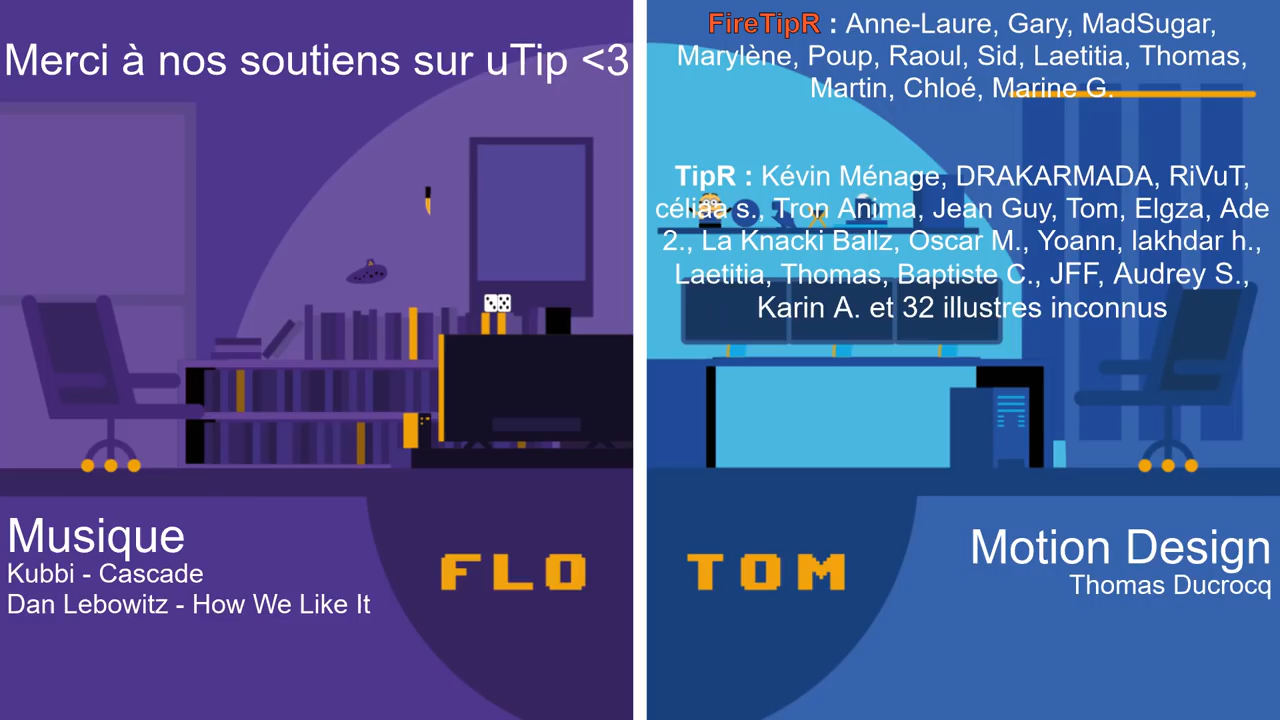 Merci à nos soutiens sur uTip <3
FireTipR : Anne-Laure, Gary, MadSugar,
Marylène, Poup, Raoul, Sid, Laetitia, Thomas,
Martin, Chloé, Marine G.
TipR : Kévin Ménage, DRAKARMADA, RiVuT,
céliàa s., Tron Anima, Jean Guy, Tom, Elgza, Ade
2., La Knacki Ballz, Oscar M., Yoann, lakhdar h.,
Laetitia, Thomas, Baptiste C., JFF, Audrey S.,
Karin A. et 32 illustres inconnus
Musique
Kubbi - Cascade
Dan Lebowitz - How We Like It
FLO
TOM
Motion Design
Thomas Ducrocq